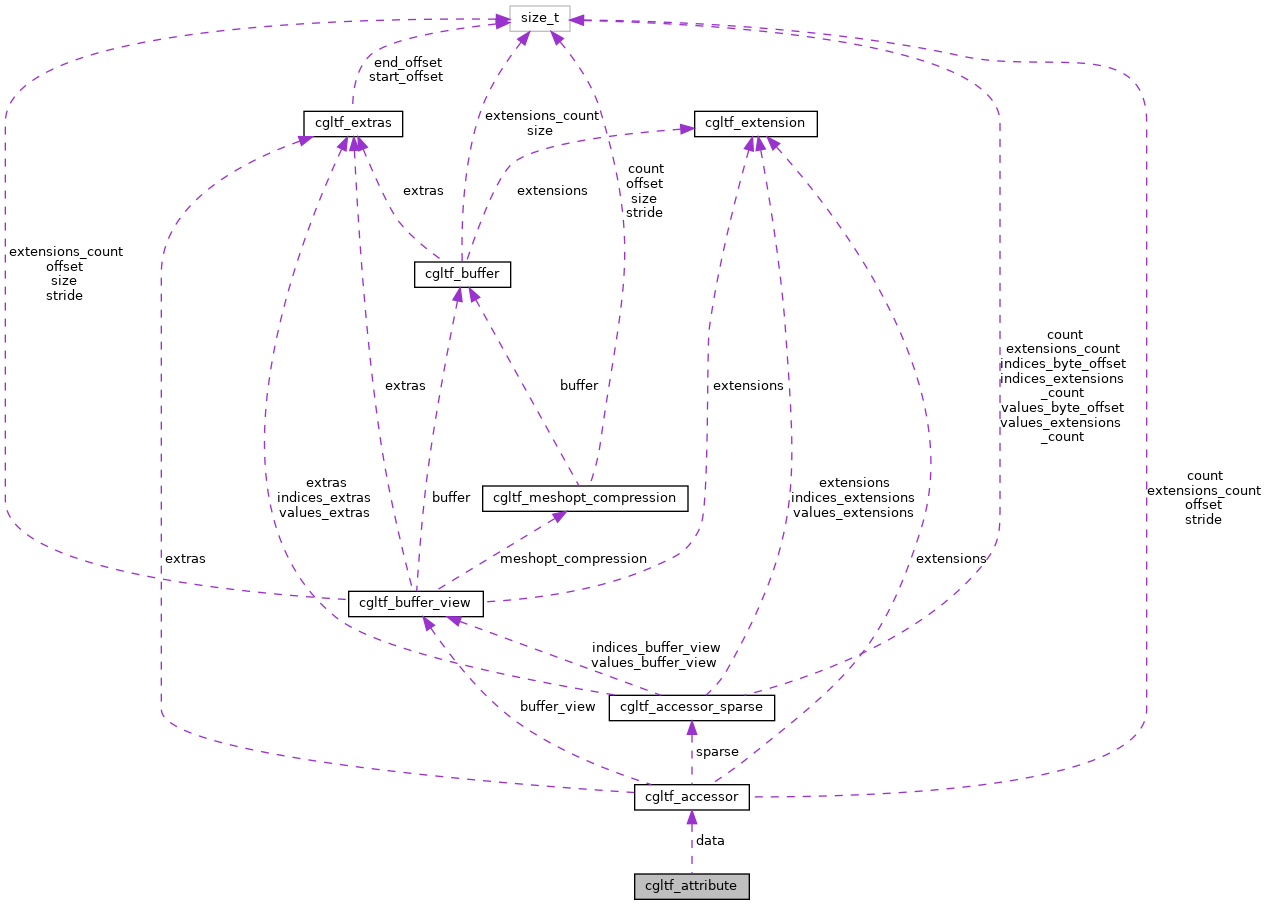 size_t
end_offset
start_offset
cgltf_extras
extensions_count
size
cgltf_extension
count
offset
size
stride
extras
extensions
extensions_count
offset
size
stride
cgltf_buffer
count
extensions_count
indices_byte_offset
indices_extensions
_count
values_byte_offset
values_extensions
_count
extras
buffer
extensions
extras
indices_extras
values_extras
buffer
cgltf_meshopt_compression
extensions
indices_extensions
values_extensions
count
extensions_count
offset
stride
extras
meshopt_compression
extensions
cgltf_buffer_view
indices_buffer_view
values_buffer_view
buffer_view
cgltf_accessor_sparse
sparse
cgltf_accessor
data
cgltf_attribute